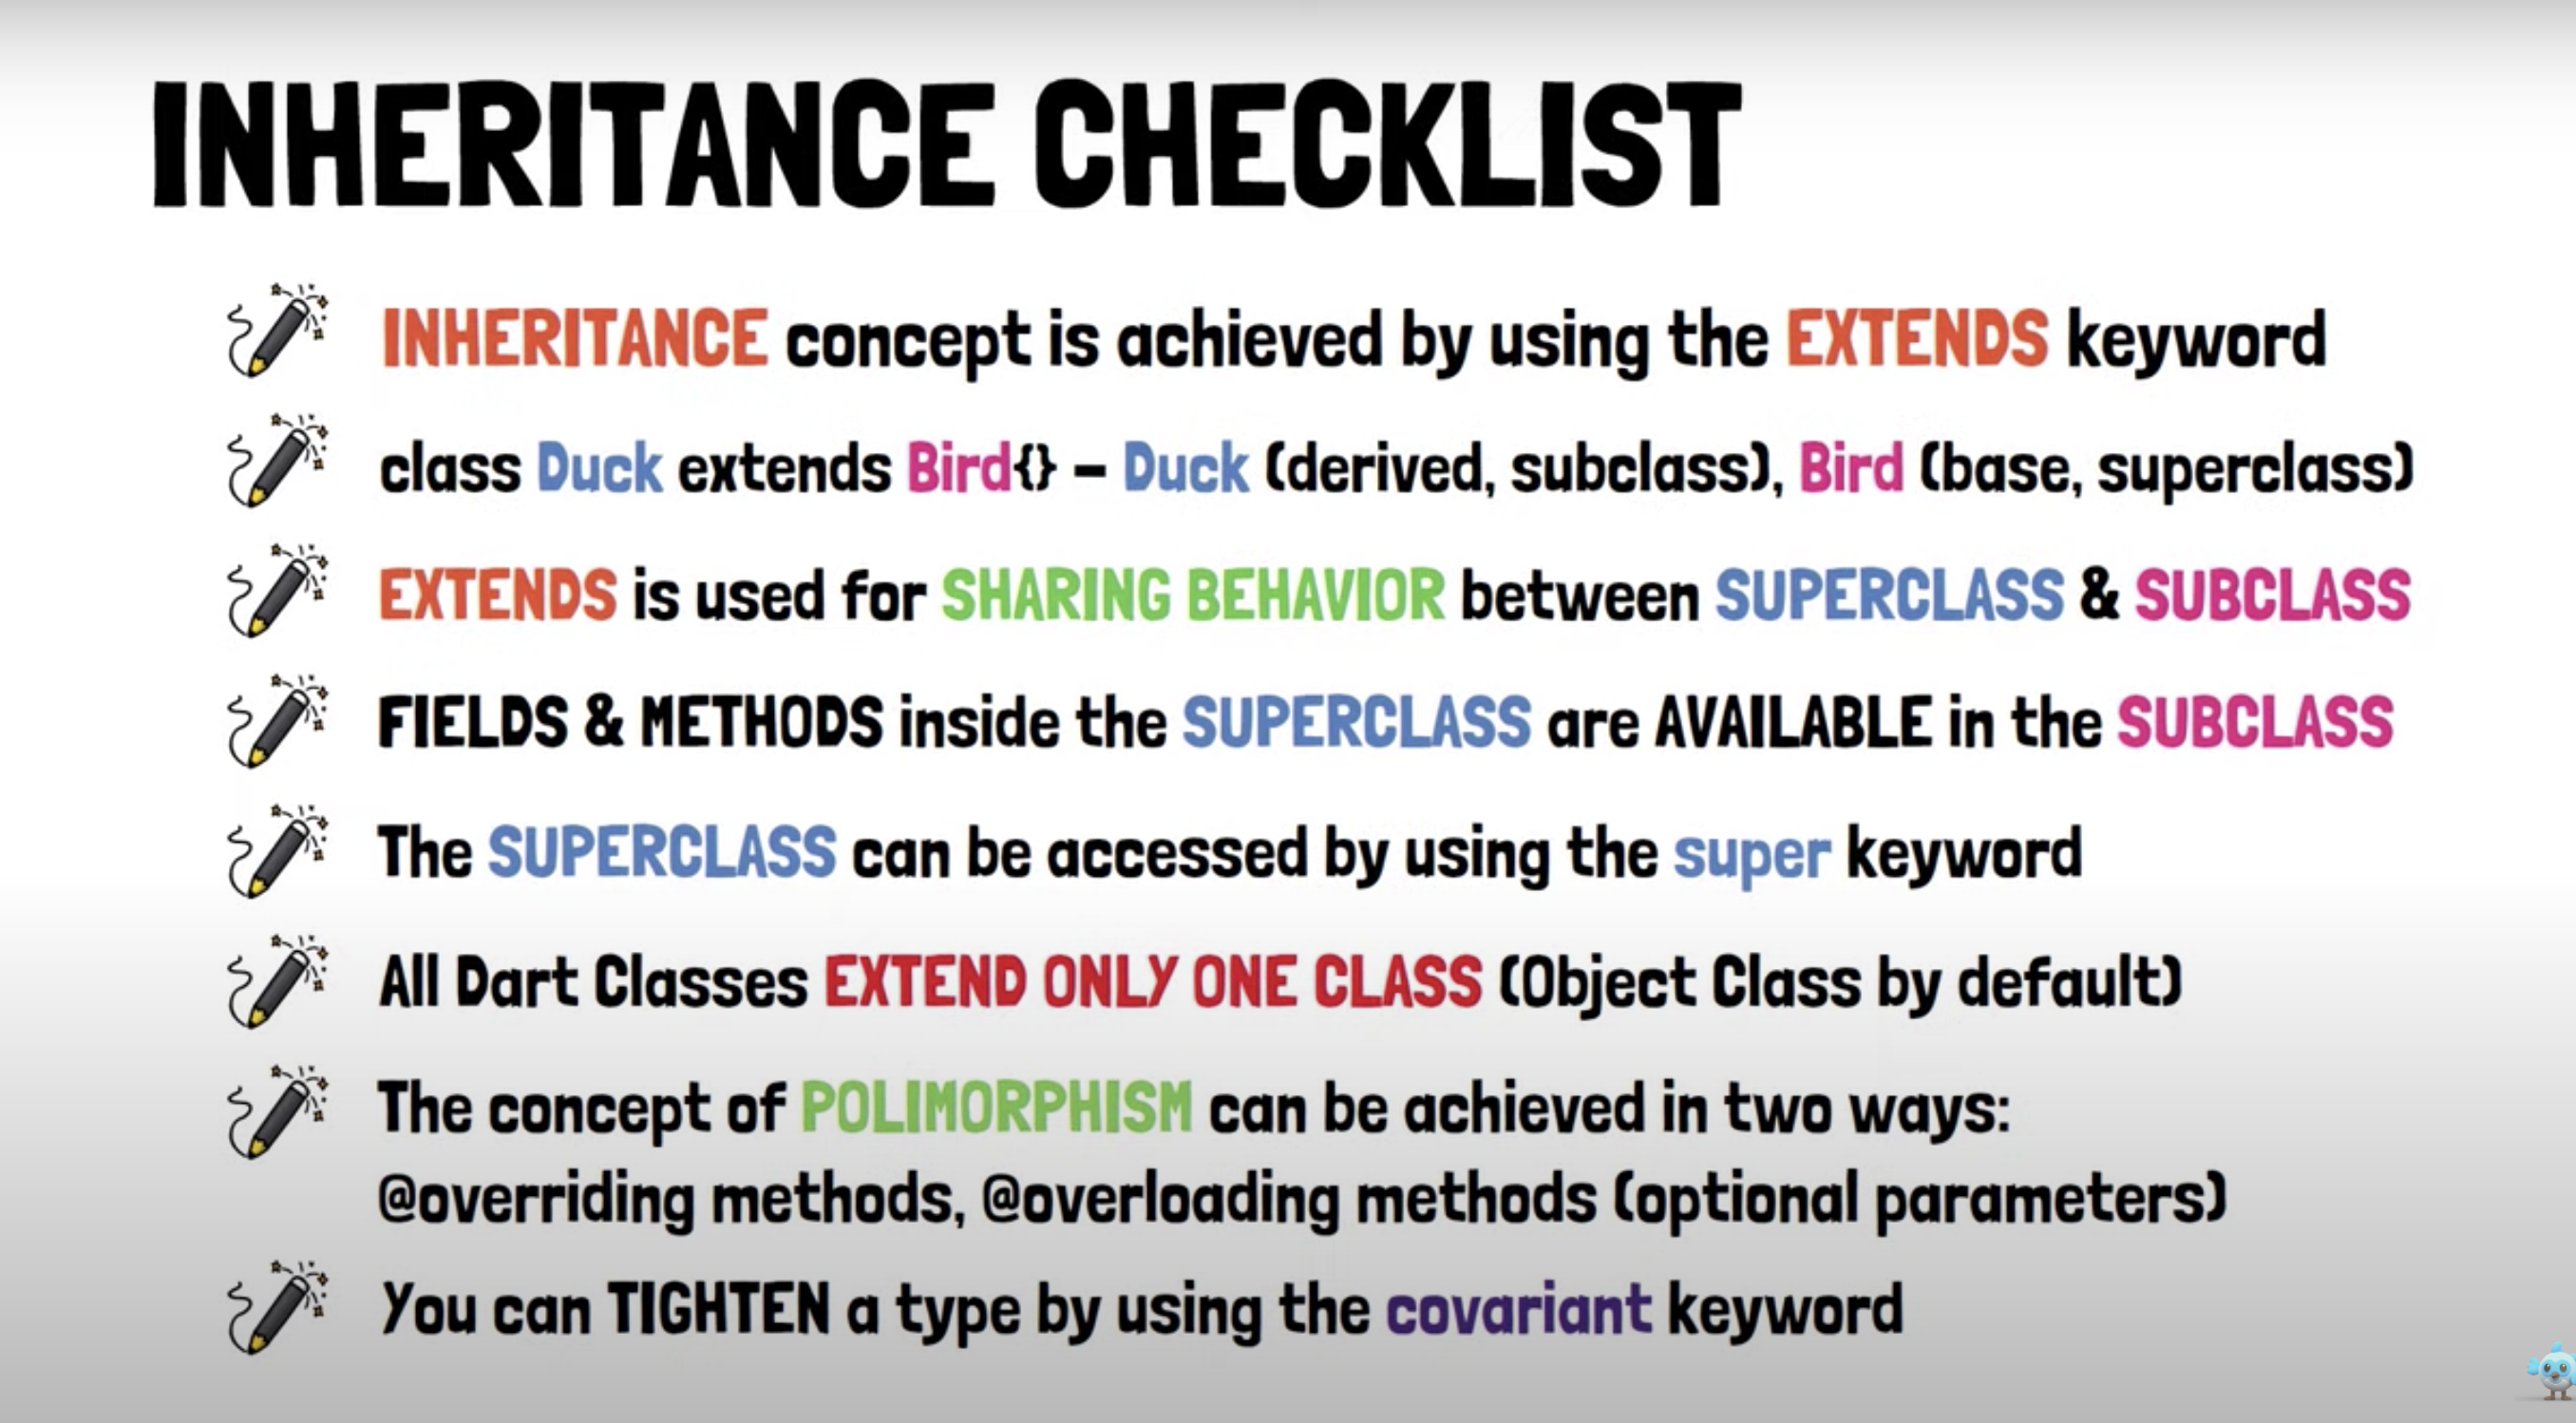 INHERITANCE CHECKLIST
INHERITANCE concept is achieved by using the EXTENDS keyword
class Duck extends Bird{} – Duck (derived, subclass), Bird (base, superclass)
EXTENDS is used for SHARING BEHAVIOR between SUPERCLASS & SUBCLASS
FIELDS & METHODS inside the SUPERCLASS are AVAILABLE in the SUBCLASS
The SUPERCLASS can be accessed by using the super keyword
All Dart Classes EXTEND ONLY ONE CLASS (Object Class by default)
The concept of POLIMORPHISM can be achieved in two ways:
@overriding methods, @overloading methods (optional parameters)
You can TIGHTEN a type by using the covariant keyword